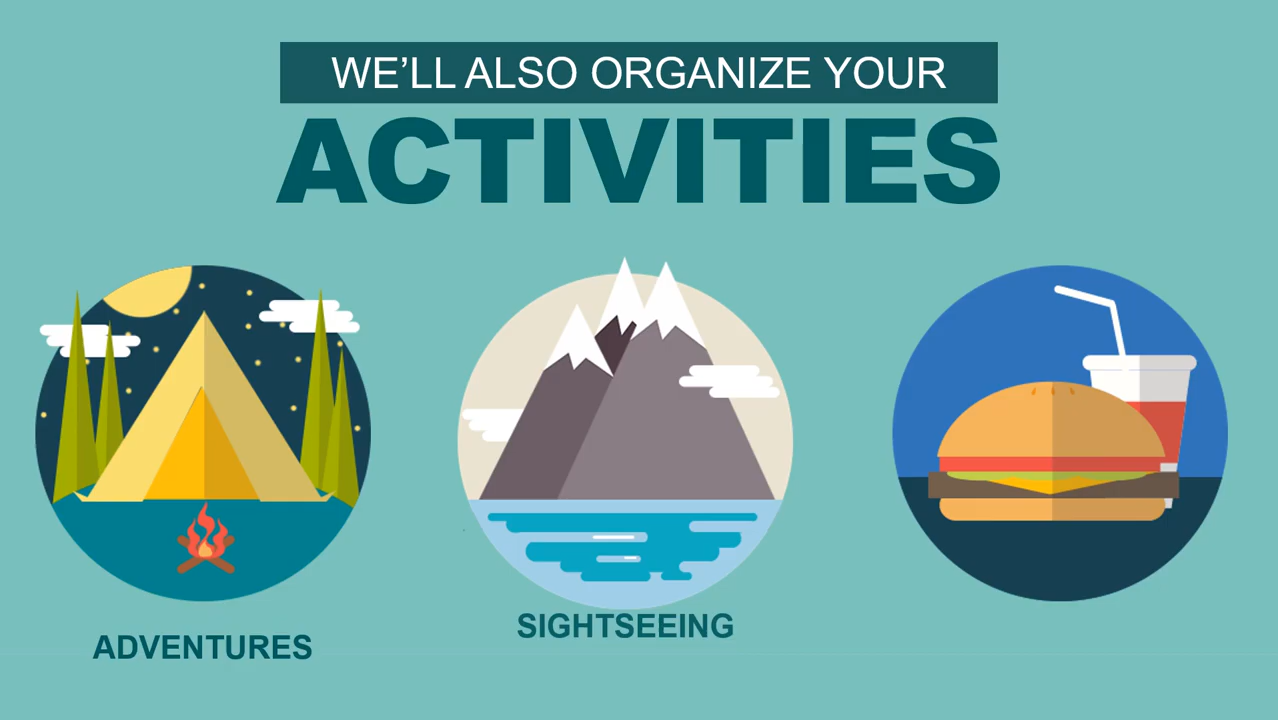 WE’LL ALSO ORGANIZE YOUR
ACTIVITIES
ADVENTURES
SIGHTSEEING